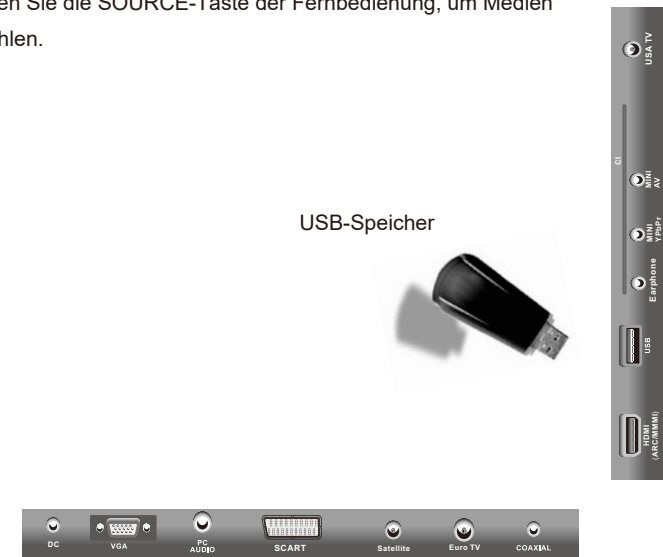 en Sie die SOURCE-Taste der Fernbedienung, um Medien
hlen.
USA TV
CI
MINI
AV
MINI
YPbPr
USB-Speicher
Earphone
USB
HDMI
(ARC/MMMI)
DC
VGA
PC
AUDIO
SCART
Satellite
Euro TV
COAXIAL